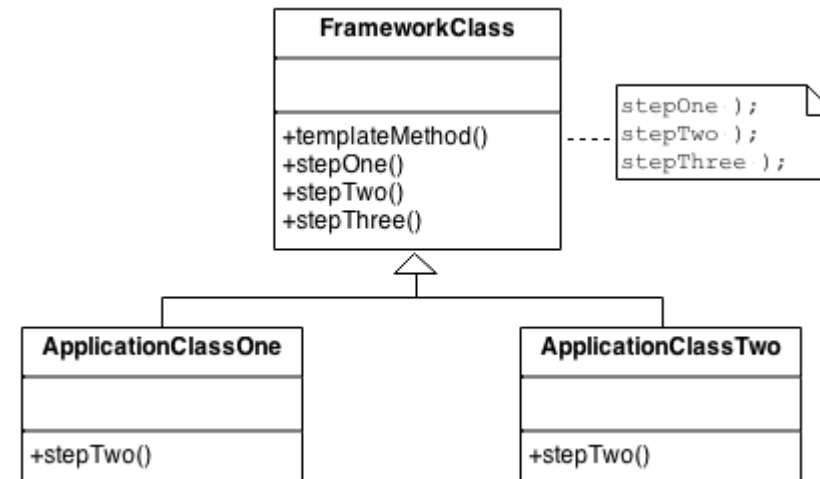 FrameworkClass
+templateMethod()
+stepOne()
+stepTwo()
+stepThree()
stepOne );
stepTwo );
stepThree );
ApplicationClassOne
+stepTwo()
ApplicationClassTwo
+stepTwo()